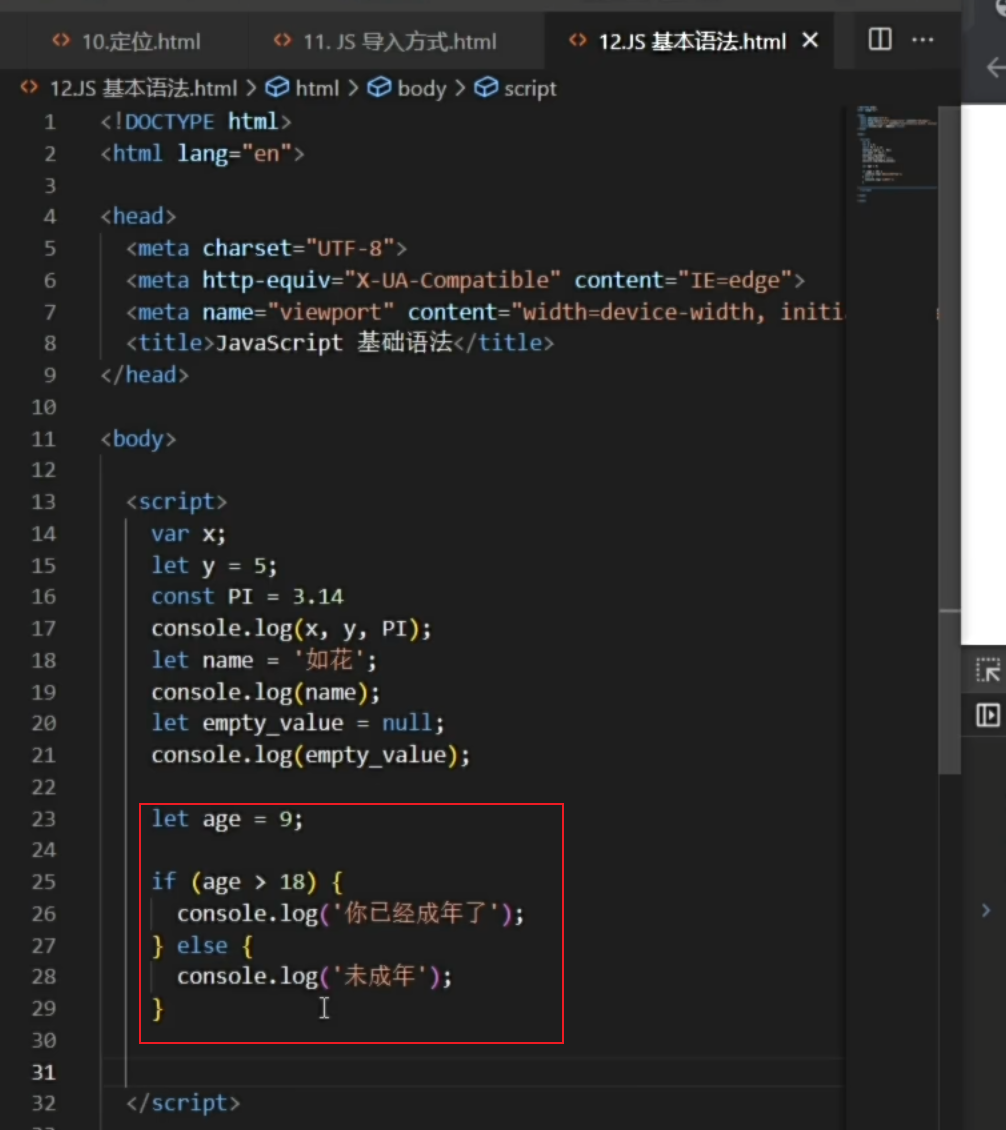 10.定位.html
11. JS 导入方式.html
12.JS 基本语法.html
12.JS 基本语法.html > html > body > script
1 <!DOCTYPE html>
2 <html lang="en">
3
4 <head>
5 <meta charset="UTF-8">
6 <meta http-equiv="X-UA-Compatible" content="IE=edge">
7 <meta name="viewport" content="width=device-width, initi
8 <title>JavaScript 基础语法</title>
9 </head>
10
11 <body>
12
13 <script>
14 var x;
15 let y = 5;
16 const PI = 3.14
17 console.log(x, y, PI);
18 let name = '如花';
19 console.log(name);
20 let empty_value = null;
21 console.log(empty_value);
22
23 let age = 9;
24
25 if (age > 18) {
26 console.log('你已经成年了');
27 } else {
28 console.log('未成年');
29 }
30
31
32 </script>